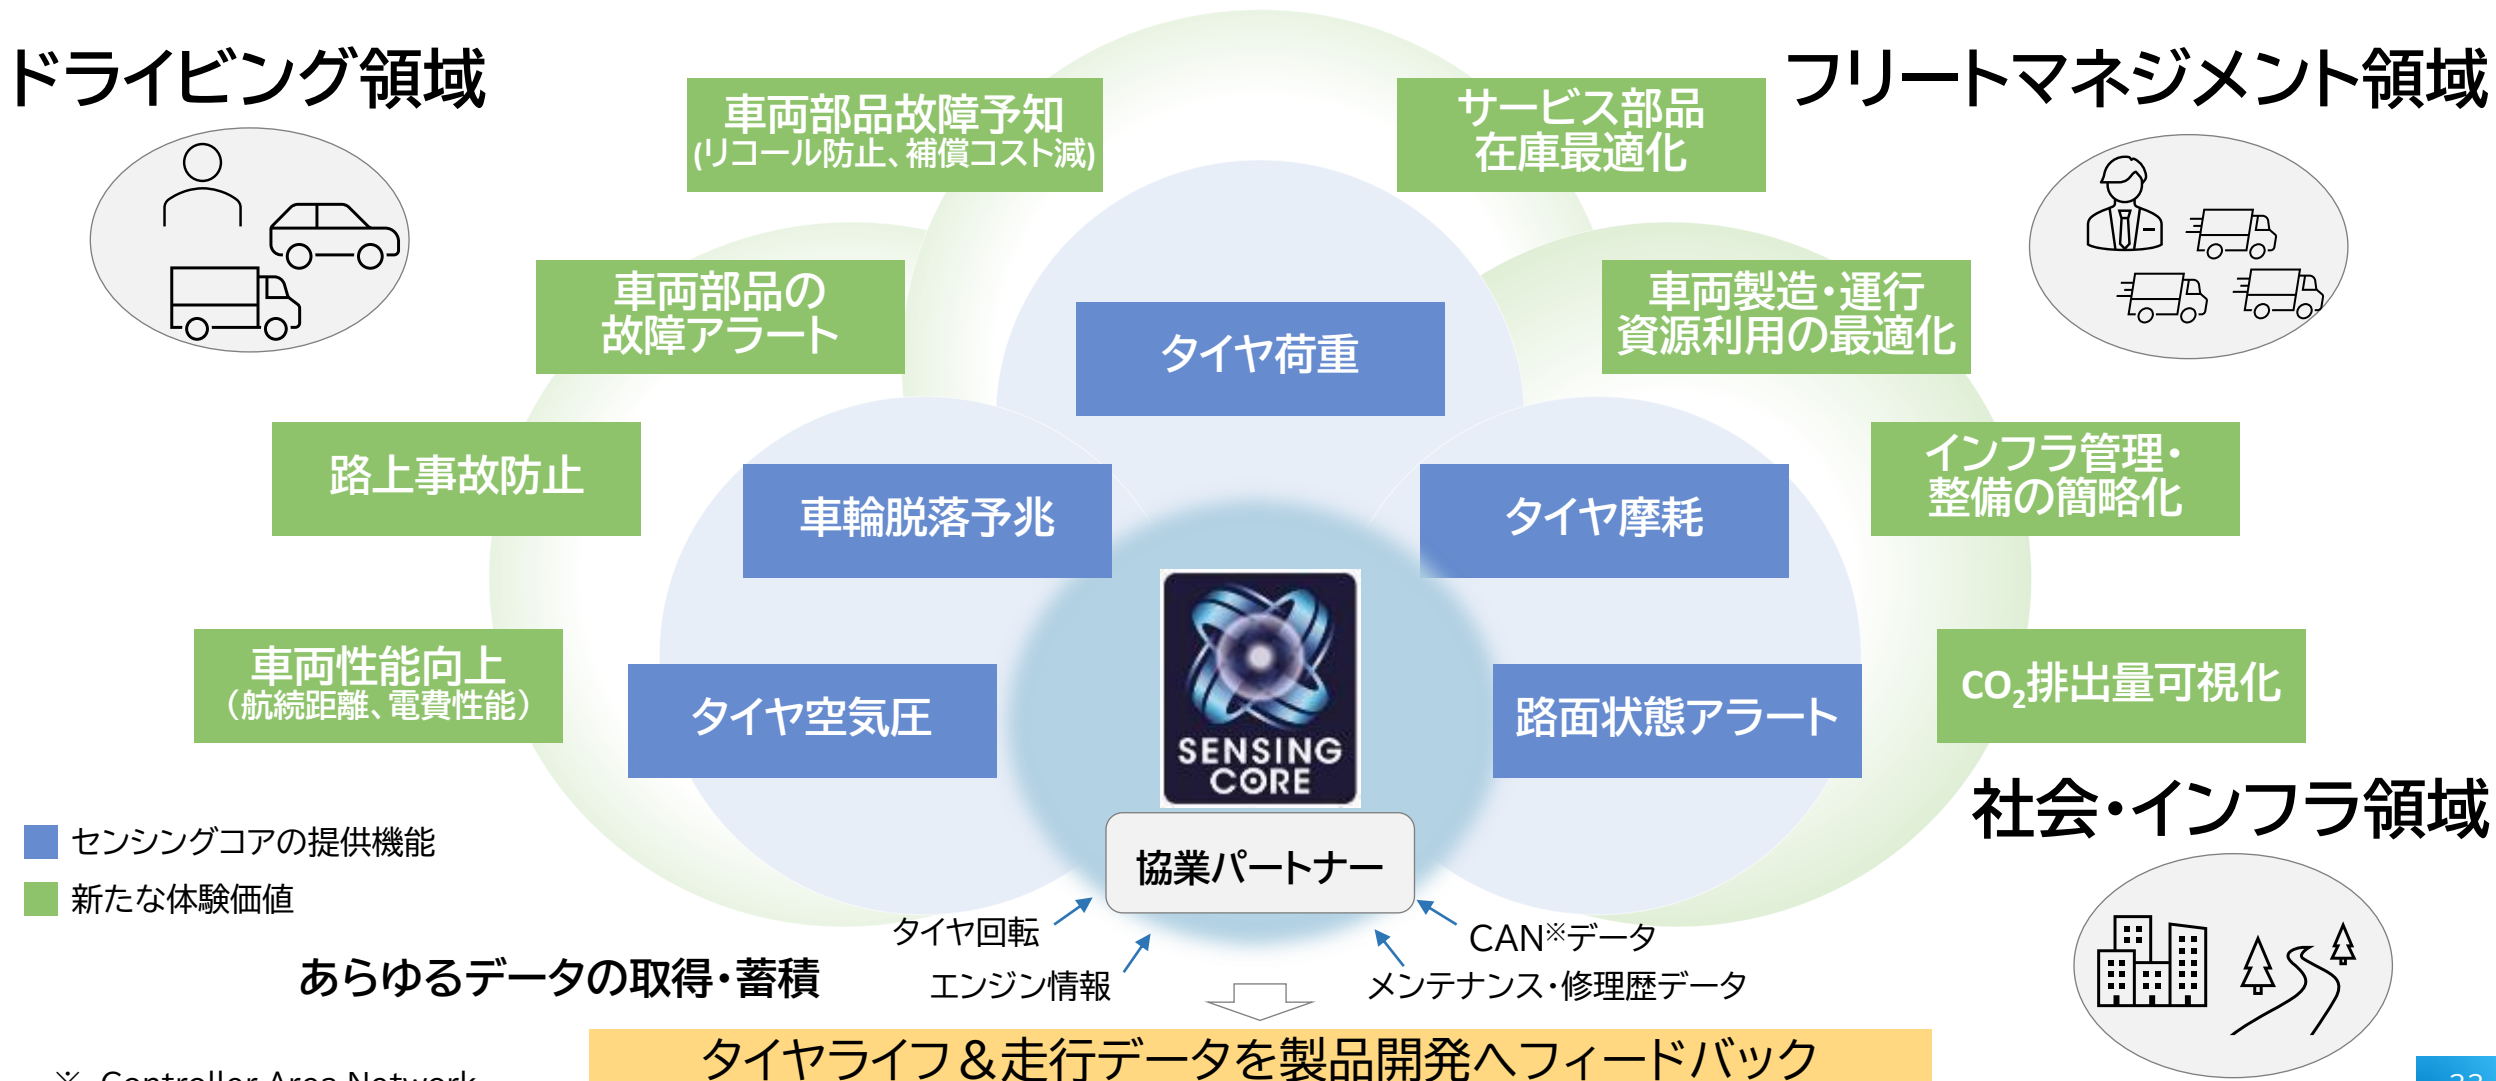 ドライビング領域
フリートマネジメント領域
車両部品故障予知
(リコール防止、補償コスト減)
サービス部品
在庫最適化
車両部品の
故障アラート
車両製造・運行
資源利用の最適化
タイヤ荷重
路上事故防止
インフラ管理・
整備の簡略化
車輪脱落予兆
タイヤ摩耗
車両性能向上
（航続距離、電費性能）
CO₂排出量可視化
タイヤ空気圧
路面状態アラート
SENSING
CORE
社会・インフラ領域
センシングコアの提供機能
協業パートナー
新たな体験価値
タイヤ回転
CAN※データ
あらゆるデータの取得・蓄積
エンジン情報
メンテナンス・修理歴データ
タイヤライフ＆走行データを製品開発へフィードバック
※ Controller Area Network